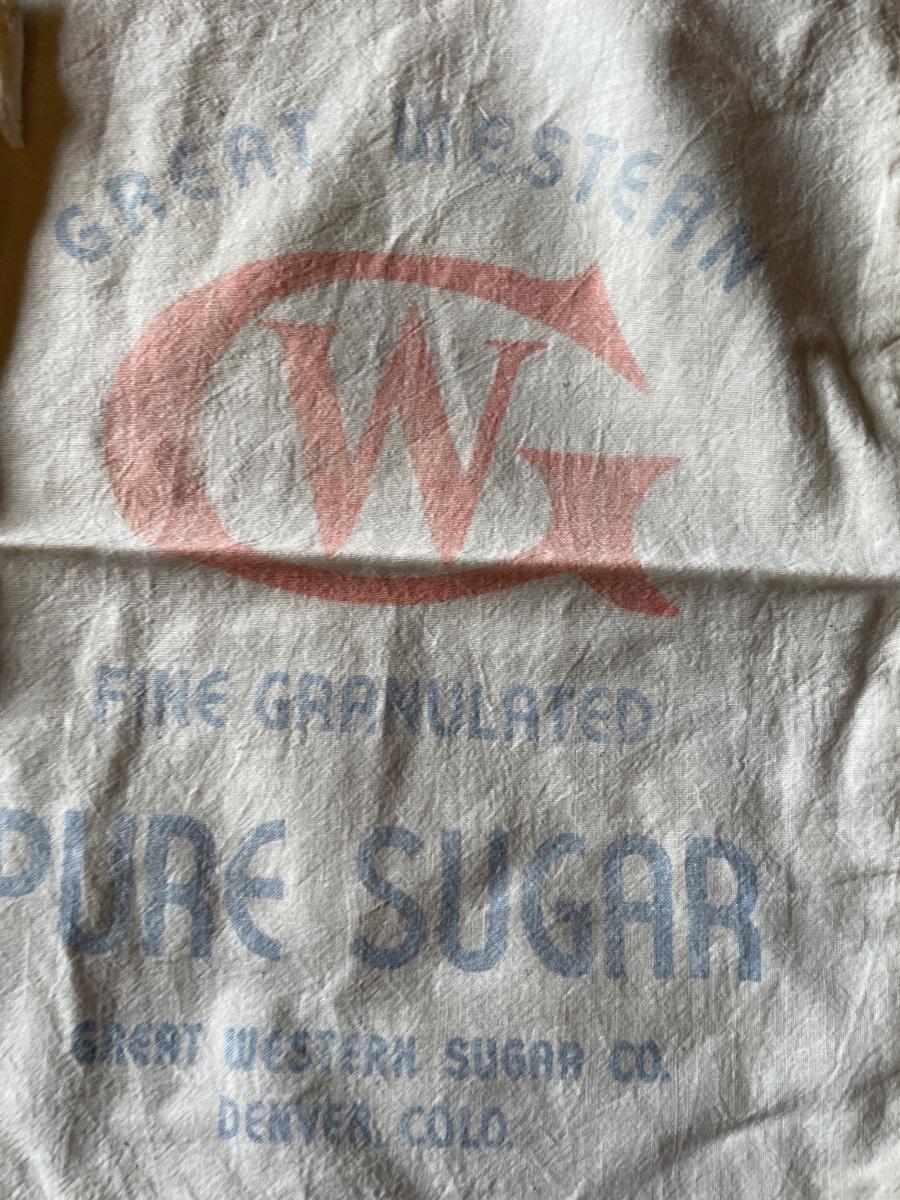 GREAT WESTERN
GW
FINE GRANULATED
PURE SUGAR
GREAT WESTERN SUGAR CO.
DENVER, COLO.